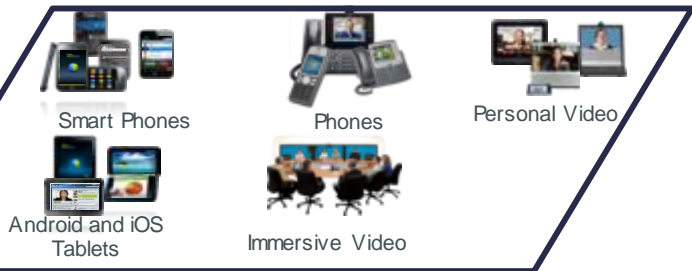 Smart Phones
Phones
Personal Video
Android and iOS
Tablets
Immersive Video